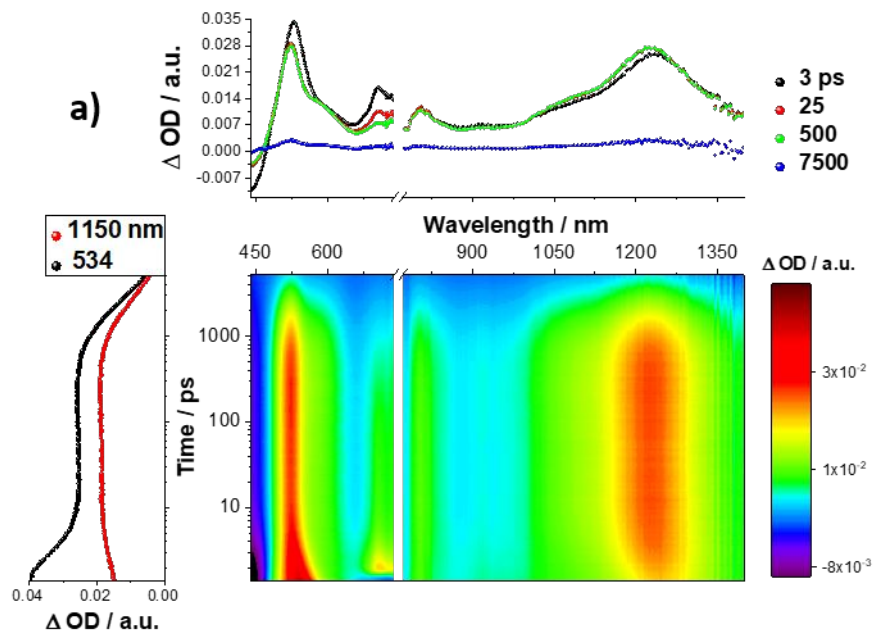 a)
Δ OD / a.u.
0.035
0.028
0.021
0.014
0.007
0.000
-0.007
3 ps
25
500
7500
Wavelength / nm
450 600 900 1050 1200 1350
1150 nm
534
Time / ps
1000
100
10
0.04 0.02 0.00
Δ OD / a.u.
Δ OD / a.u.
3x10⁻²
1x10⁻²
-8x10⁻³